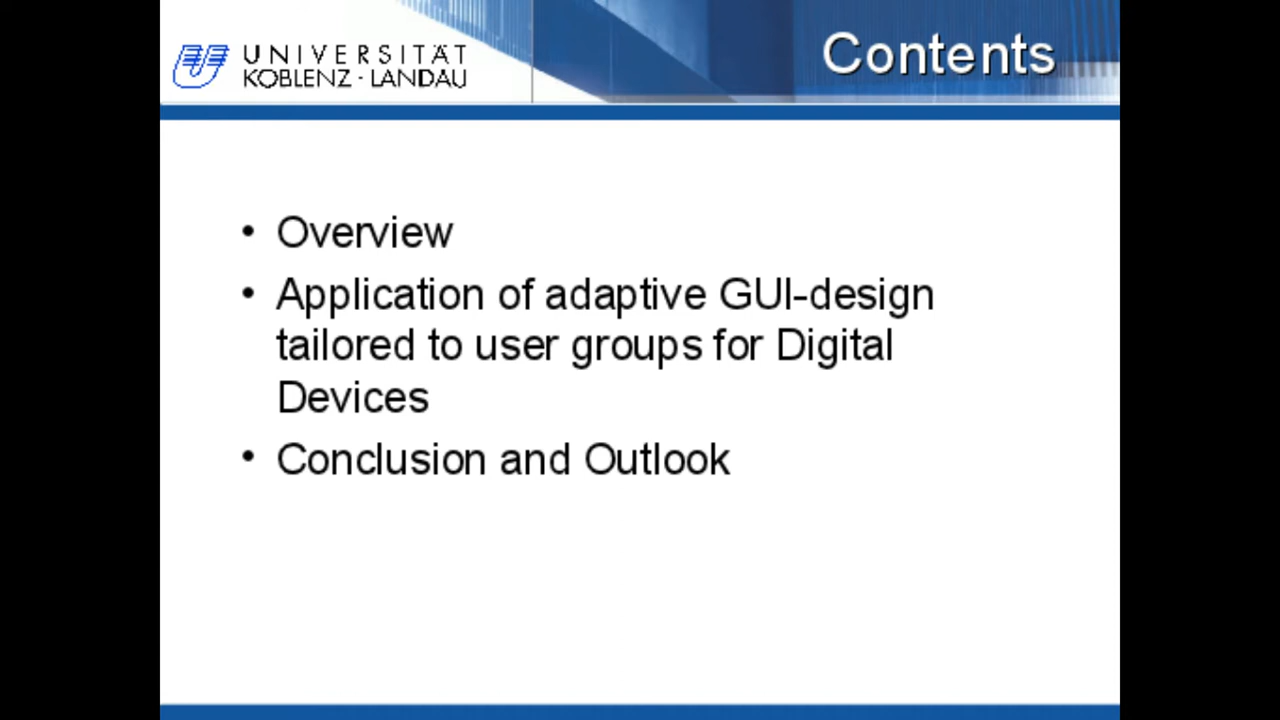 UNIVERSITÄT
KOBLENZ · LANDAU
Contents
• Overview
• Application of adaptive GUI-design
tailored to user groups for Digital
Devices
• Conclusion and Outlook